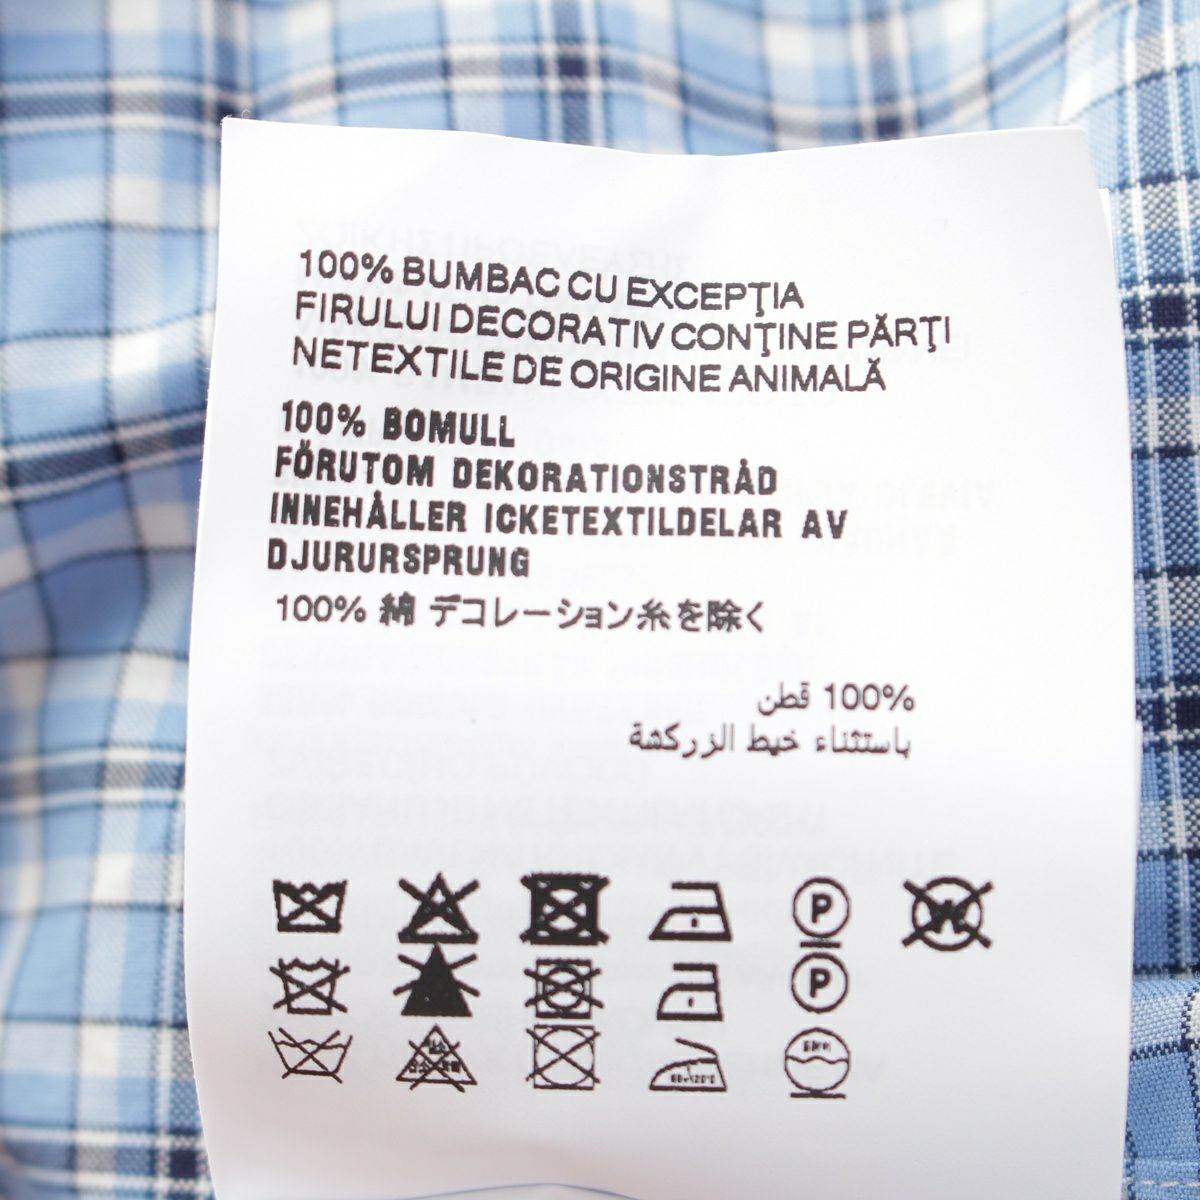 100% BUMBAC CU EXCEPŢIA
FIRULUI DECORATIV CONŢINE PĂRŢI
NETEXTILE DE ORIGINE ANIMALĂ
100% BOMULL
FÖRUTOM DEKORATIONSTRÅD
INNEHÅLLER ICKETEXTILDELAR AV
DJURURSPRUNG
100% 綿 デコレーション糸を除く
100% قطن
باستثناء خيط الزركشة
P
W
P